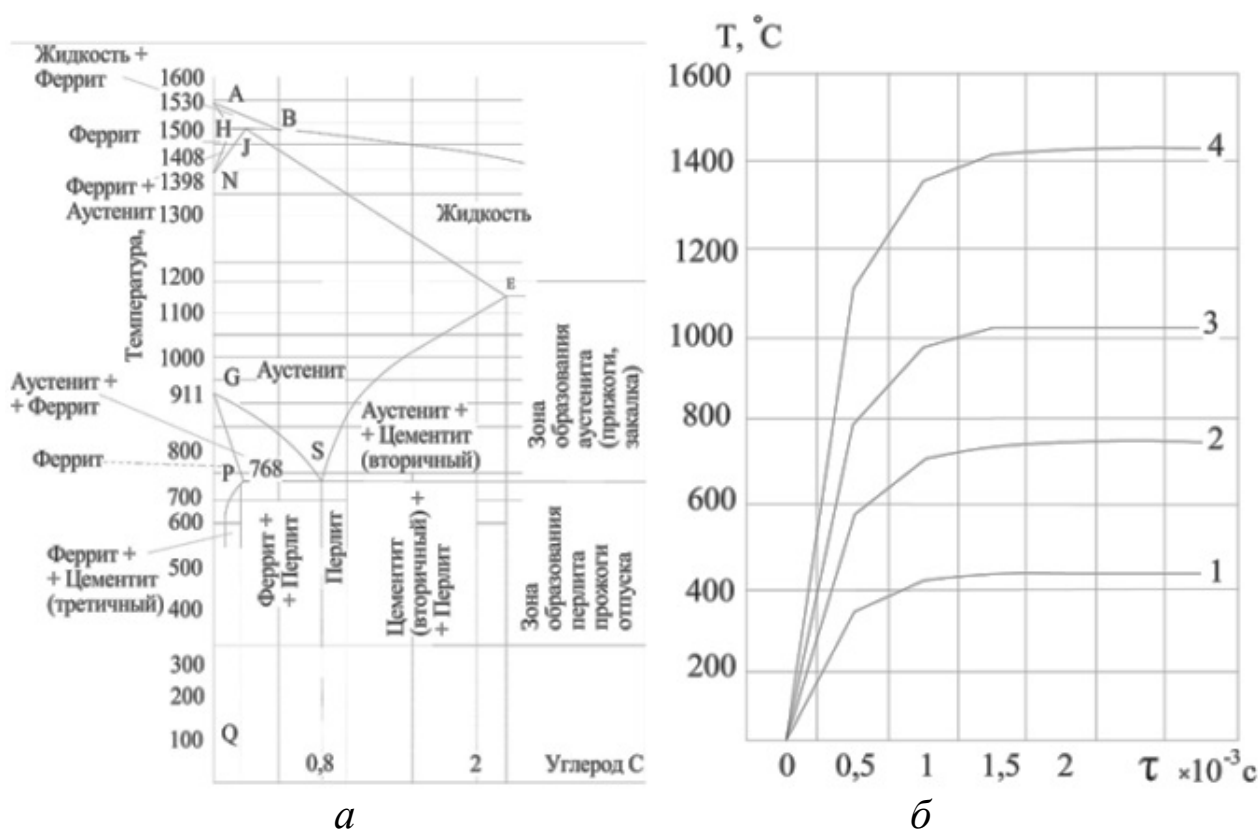 Жидкость +
Феррит
Феррит
Феррит +
Аустенит
Температура,
Аустенит +
+ Феррит
Феррит
Феррит +
+ Цементит
(третичный)
1600
1530
1500
1408
1398
1300
1200
1100
1000
911
800
700
600
500
400
300
200
100
A
B
H
J
N
Жидкость
E
G
Аустенит
S
P
768
Аустенит +
+ Цементит
(вторичный)
Феррит +
+ Перлит
Перлит
Цементит
(вторичный) +
+ Перлит
Зона
образования
аустенита
(прижоги,
закалка)
Зона
образования
перлита
прожоги
отпуска
Q
0,8
2
Углерод С
а
T, °C
1600
1400
1200
1000
800
600
400
200
4
3
2
1
0
0,5
1
1,5
2
τ ×10⁻³ с
б